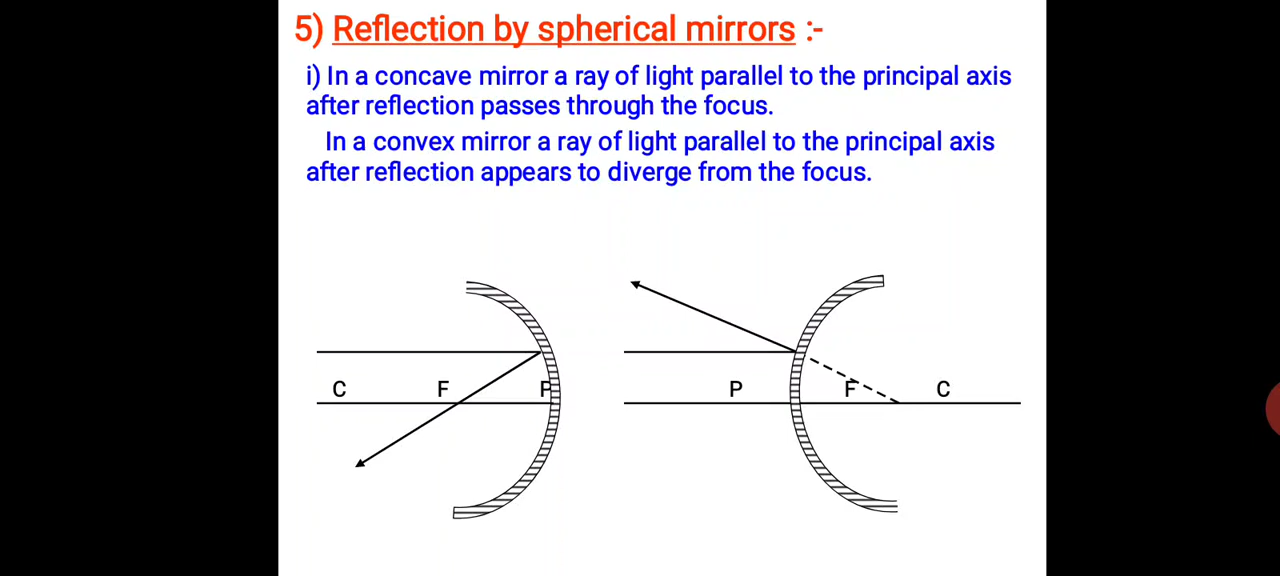 5) Reflection by spherical mirrors :-
i) In a concave mirror a ray of light parallel to the principal axis
after reflection passes through the focus.
In a convex mirror a ray of light parallel to the principal axis
after reflection appears to diverge from the focus.
C F P P F C